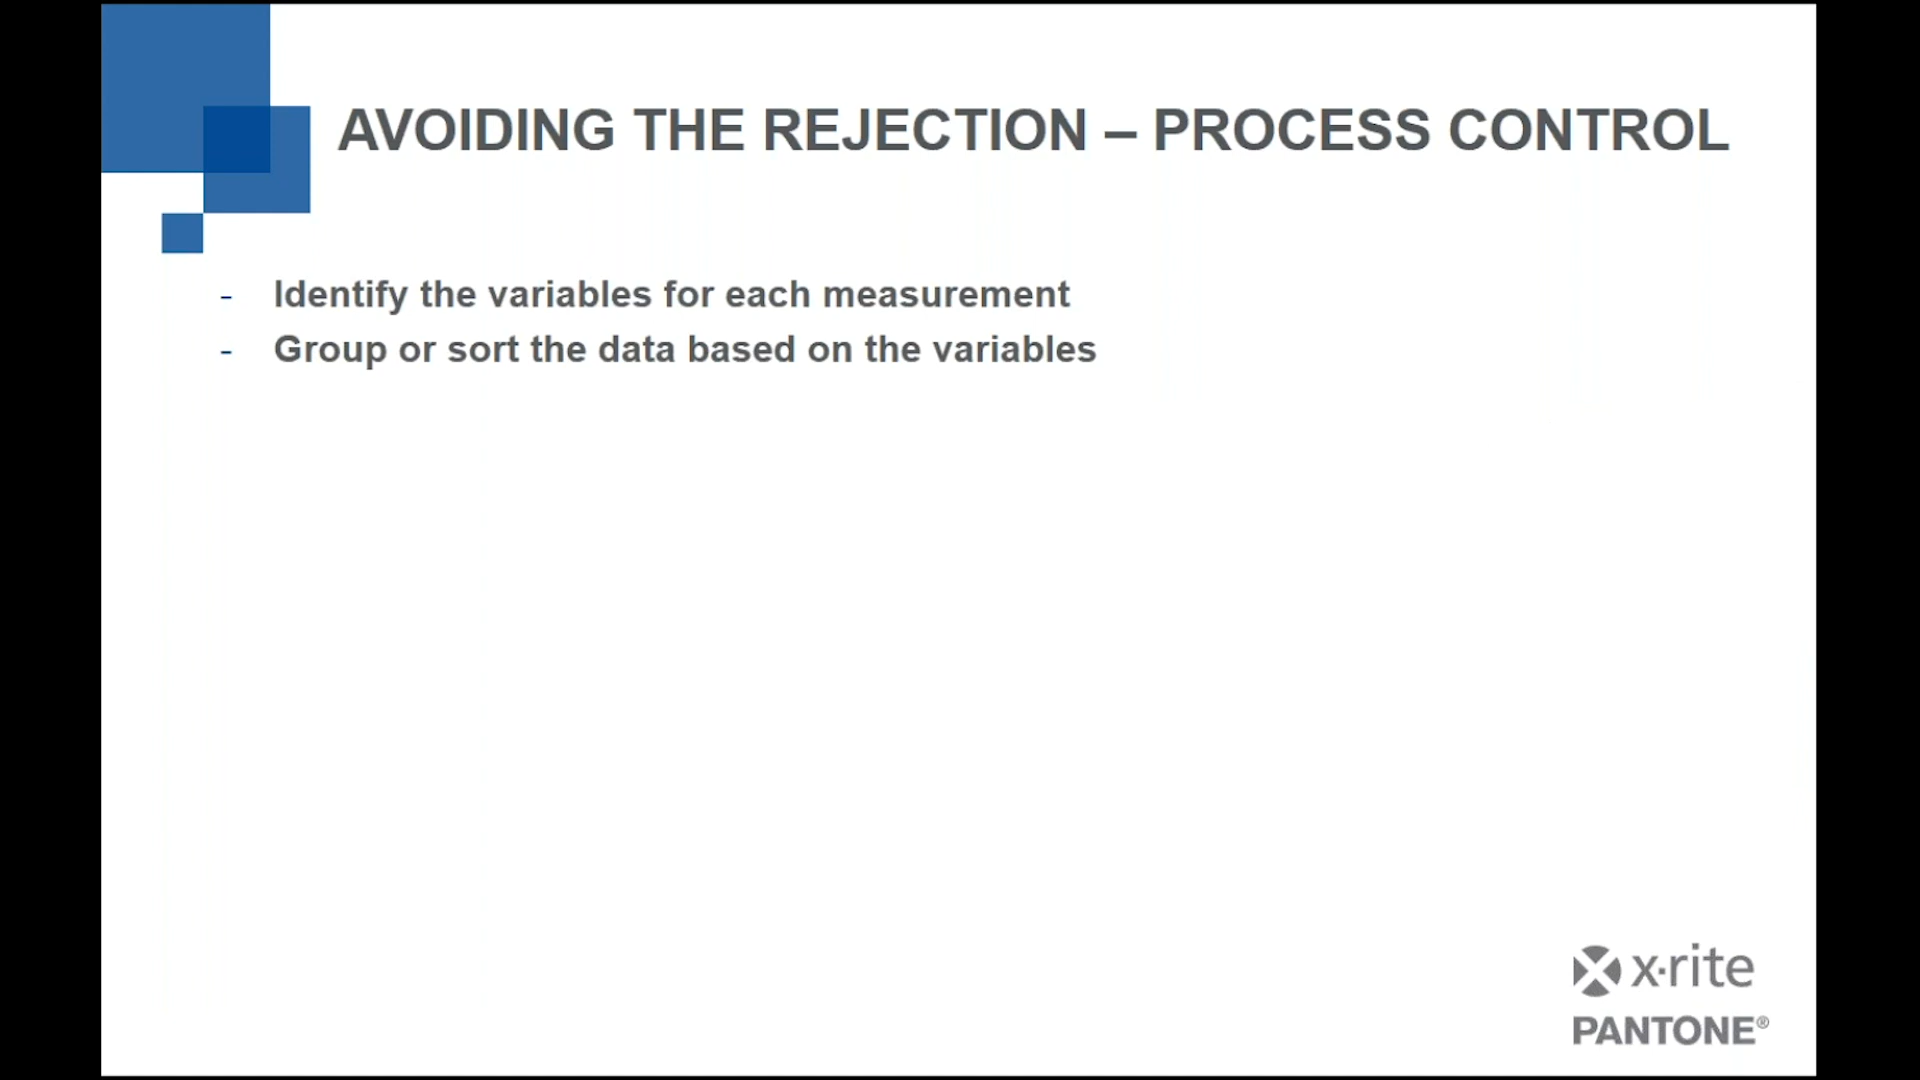 AVOIDING THE REJECTION – PROCESS CONTROL
- Identify the variables for each measurement
- Group or sort the data based on the variables
x·rite
PANTONE®